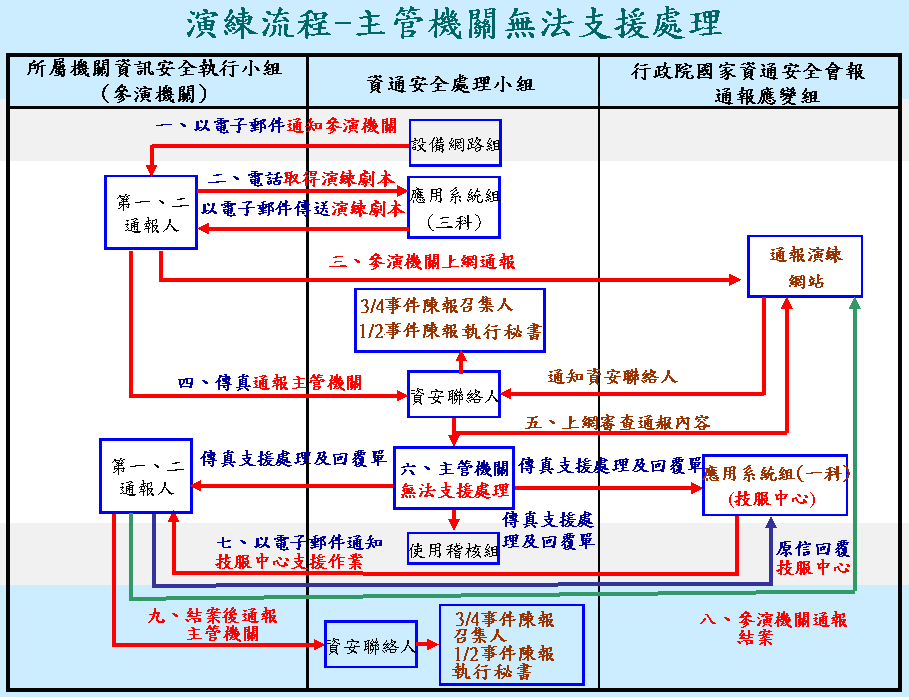 演練流程-主管機關無法支援處理
所屬機關資訊安全執行小組
(參演機關)
資通安全處理小組
行政院國家資通安全會報
通報應變組
一、以電子郵件通知參演機關
設備網路組
二、電話取得演練劇本
第一、二
通報人
以電子郵件傳送演練劇本
應用系統組
(三科)
三、參演機關上網通報
通報演練
網站
3/4事件陳報召集人
1/2事件陳報執行秘書
四、傳真通報主管機關
資安聯絡人
通知資安聯絡人
五、上網審查通報內容
第一、二
通報人
傳真支援處理及回覆單
六、主管機關
無法支援處理
傳真支援處理及回覆單
應用系統組(一科)
(技服中心)
傳真支援處
理及回覆單
使用稽核組
七、以電子郵件通知
技服中心支援作業
原信回覆
技服中心
九、結案後通報
主管機關
資安聯絡人
3/4事件陳報
召集人
1/2事件陳報
執行秘書
八、參演機關通報
結案